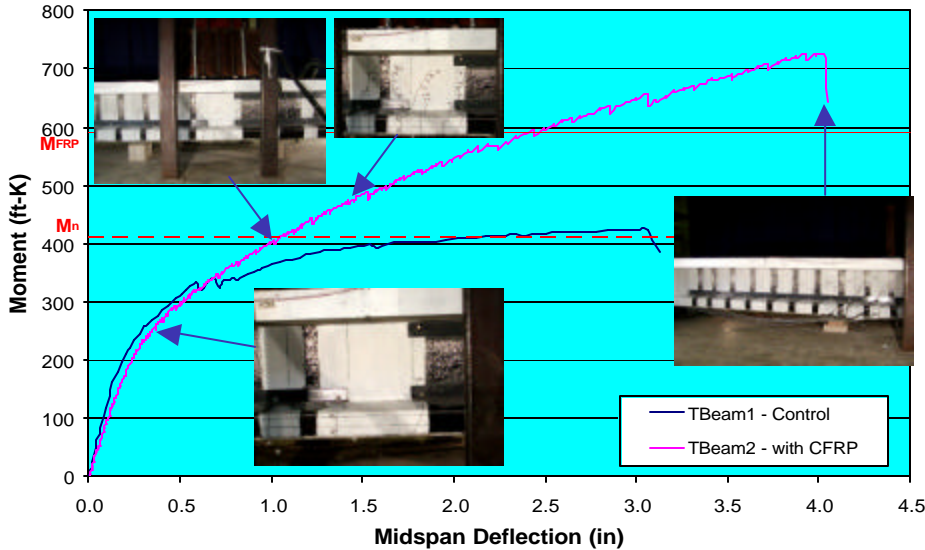 800
700
600
500
400
300
200
100
0
Moment (ft-K)
MFRP
Mn
0.0 0.5 1.0 1.5 2.0 2.5 3.0 3.5 4.0 4.5
Midspan Deflection (in)
TBeam1 - Control
TBeam2 - with CFRP